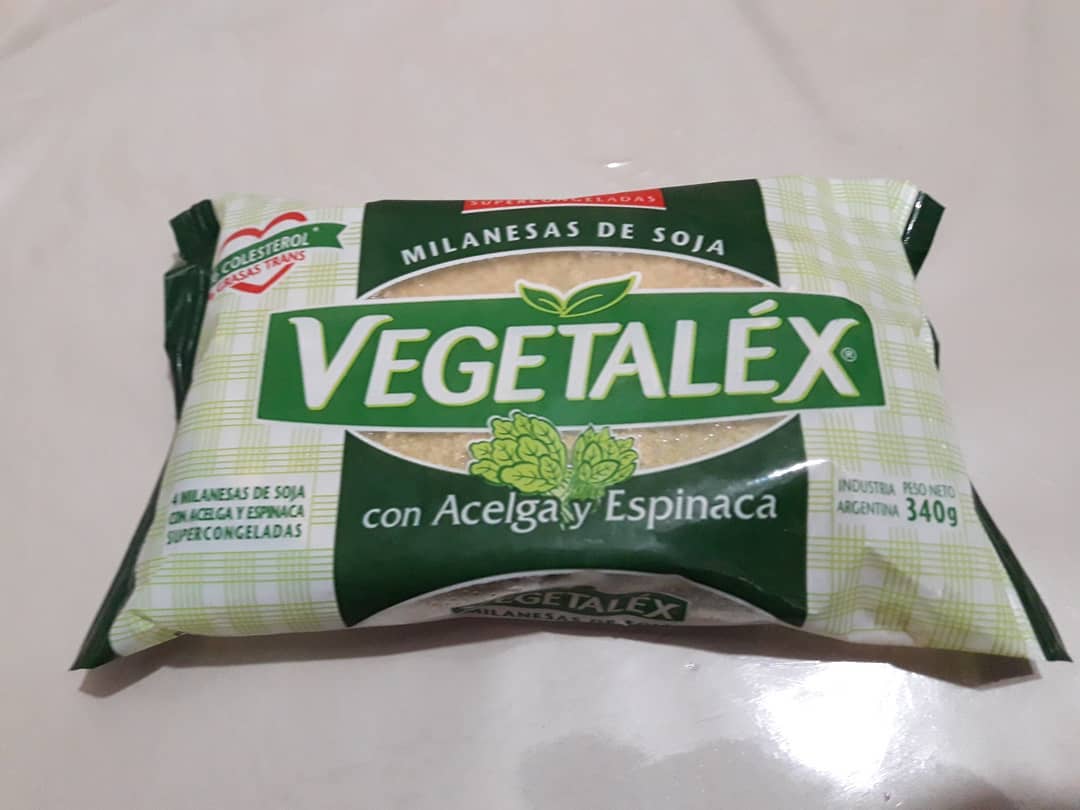 SUPERCONGELADAS
MILANESAS DE SOJA
COLESTEROL*
GRASAS TRANS
VEGETALÉX®
con Acelga y Espinaca
4 MILANESAS DE SOJA
CON ACELGA Y ESPINACA
SUPERCONGELADAS
INDUSTRIA
ARGENTINA
PESO NETO
340g
VEGETALÉX
MILANESAS DE